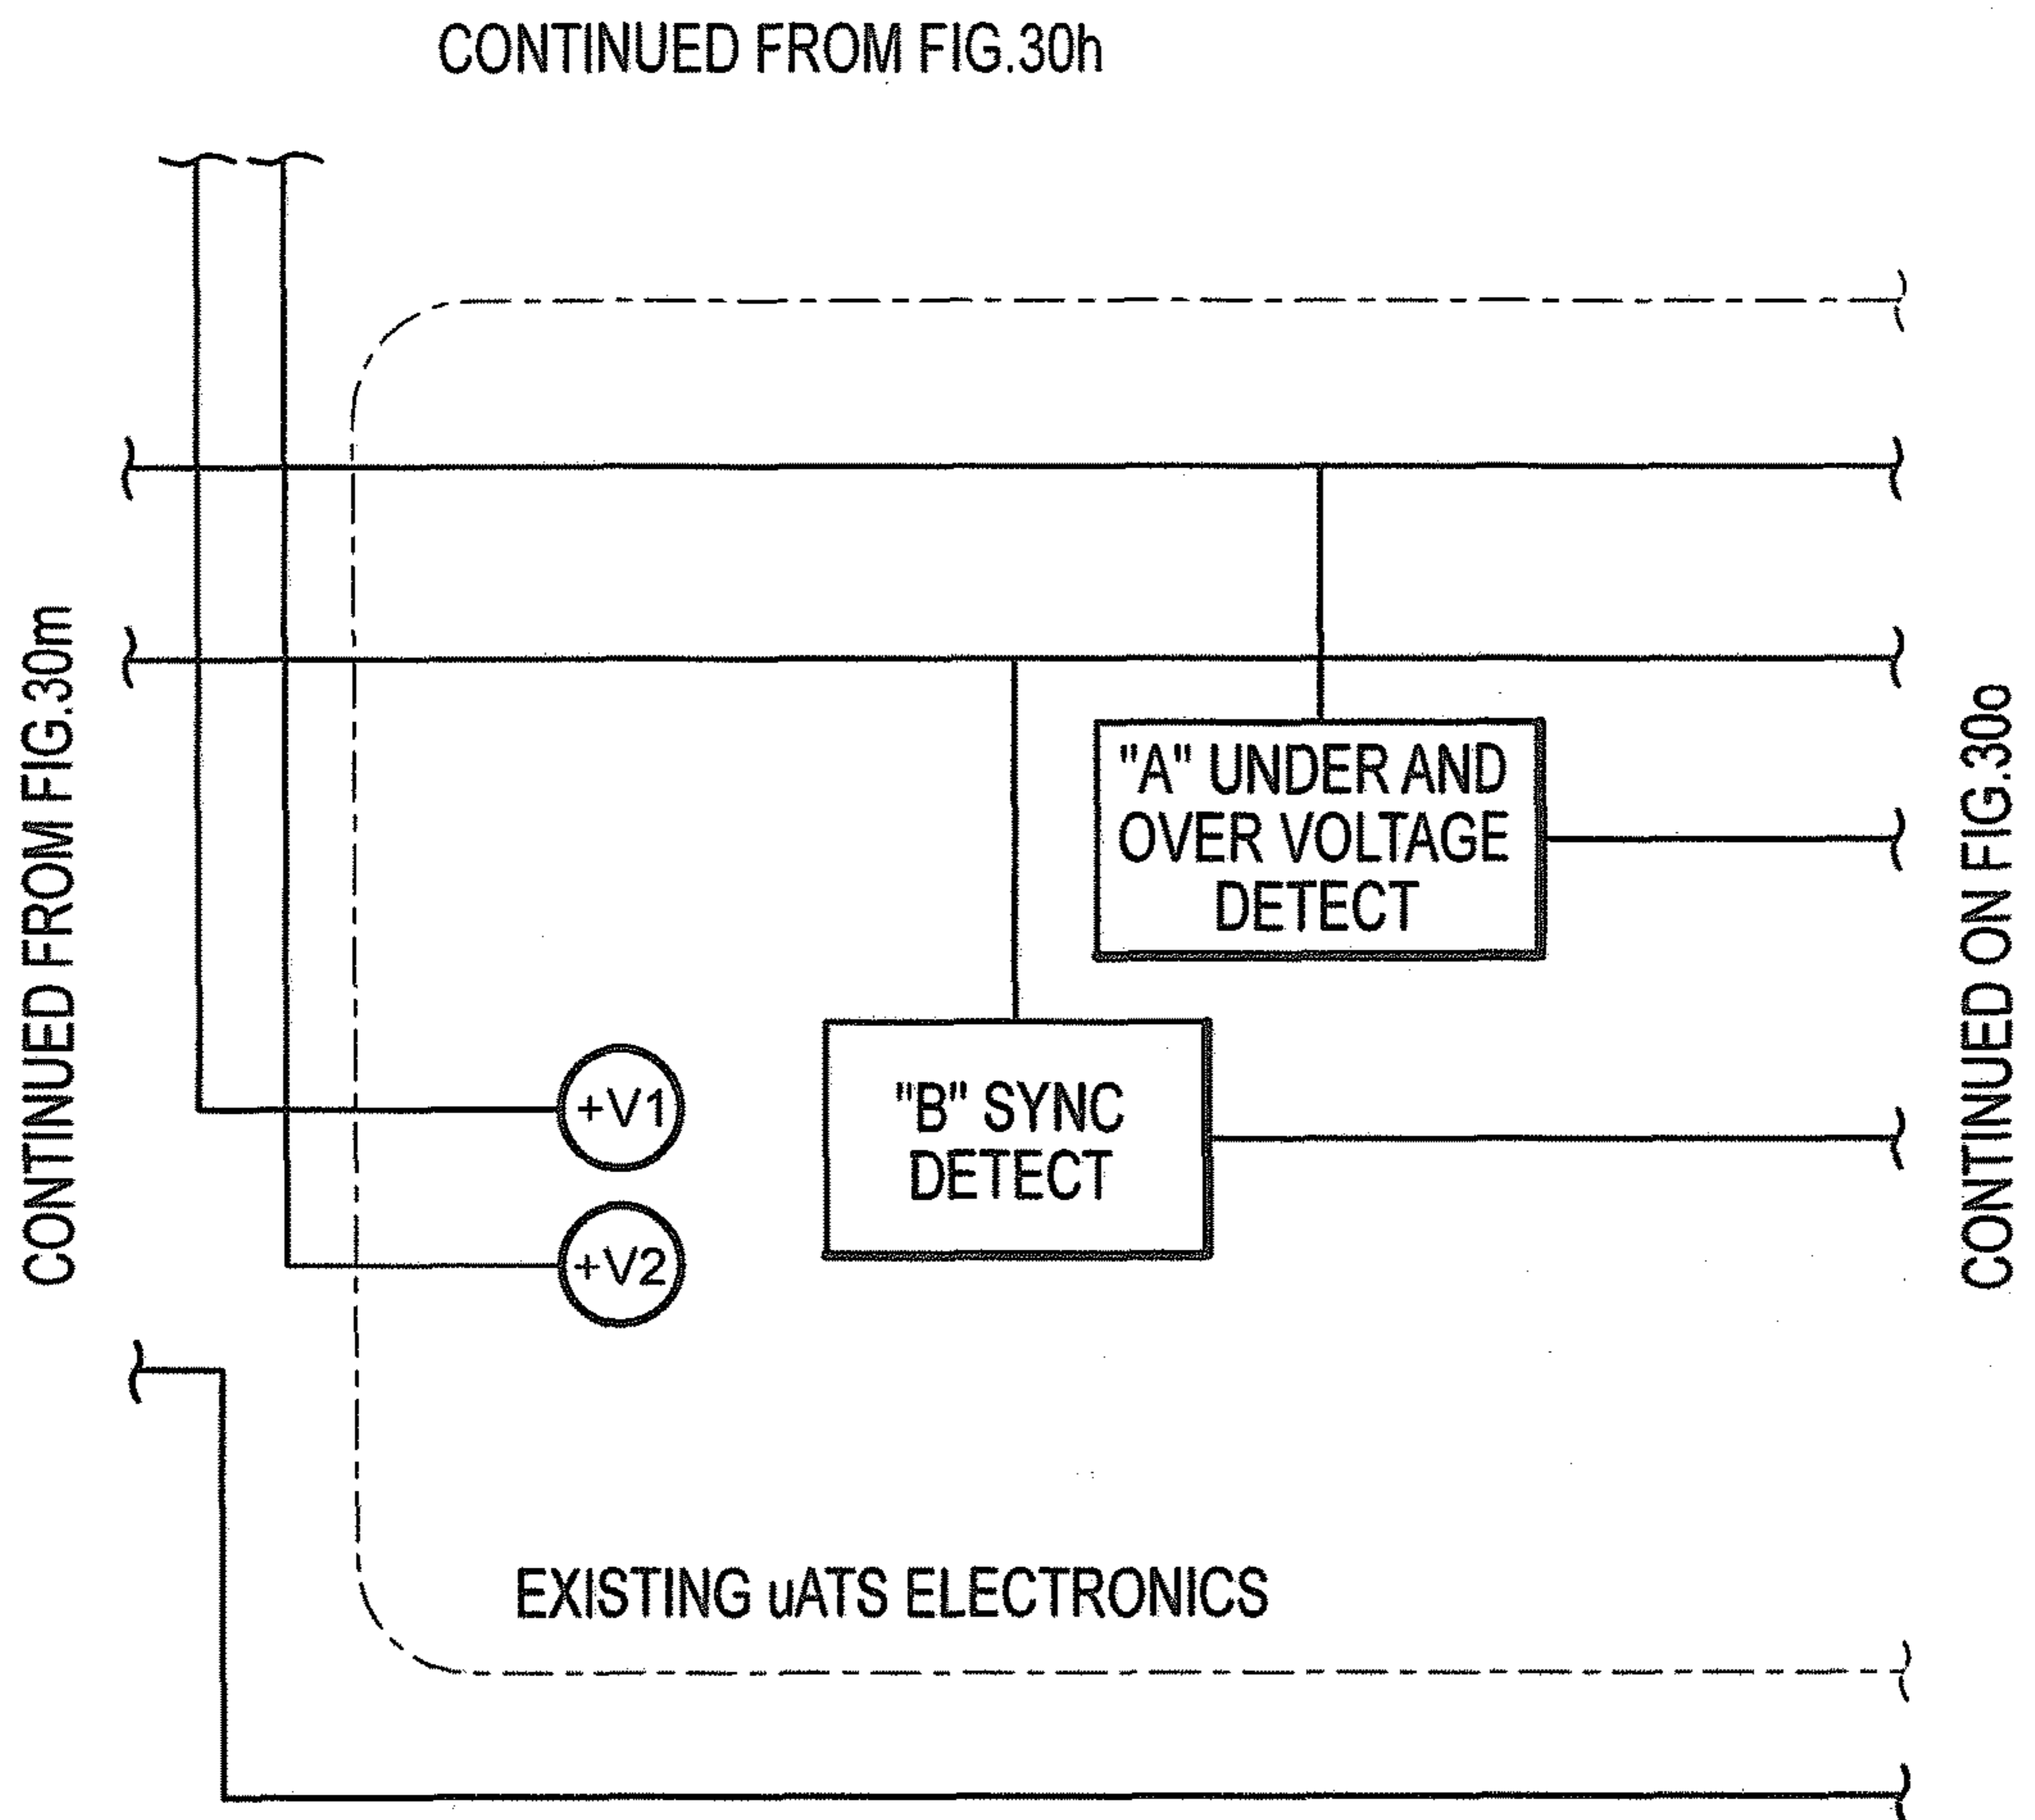 CONTINUED FROM FIG.30h
CONTINUED FROM FIG.30m
"A" UNDER AND
OVER VOLTAGE
DETECT
"B" SYNC
DETECT
+V1
+V2
EXISTING uATS ELECTRONICS
CONTINUED ON FIG.30o